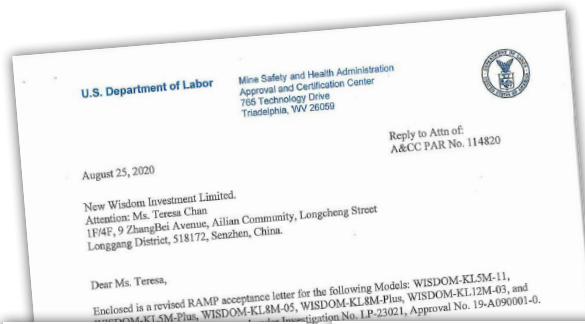 U.S. Department of Labor
Mine Safety and Health Administration
Approval and Certification Center
765 Technology Drive
Triadelphia, WV 26059
Reply to Attn of:
A&CC PAR No. 114820
August 25, 2020
New Wisdom Investment Limited.
Attention: Ms. Teresa Chan
1F/4F, 9 ZhangBei Avenue, Ailian Community, Longcheng Street
Longgang District, 518172, Senzhen, China.
Dear Ms. Teresa,
Enclosed is a revised RAMP acceptance letter for the following Models: WISDOM-KL5M-11,
WISDOM-KL5M-Plus, WISDOM-KL8M-05, WISDOM-KL8M-Plus, WISDOM-KL12M-03, and
Investigation No. LP-23021, Approval No. 19-A090001-0.